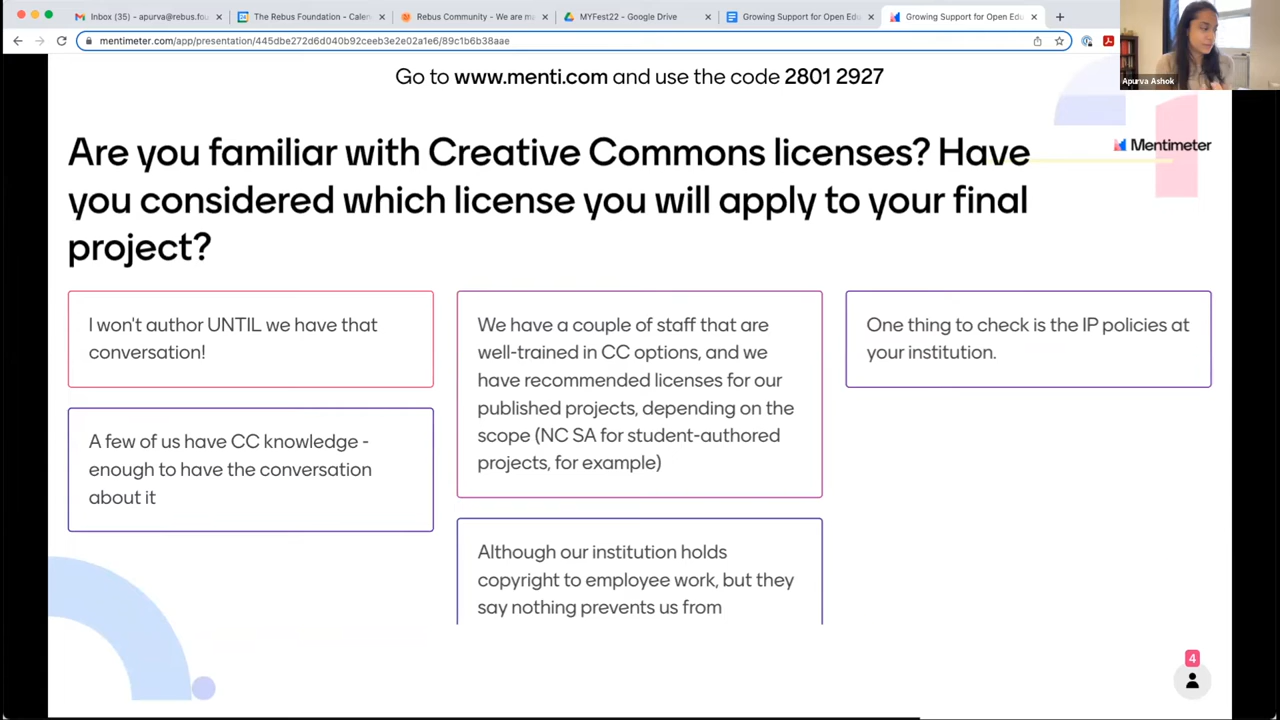 Inbox (35) - apurva@rebus.fou
The Rebus Foundation - Calen
Rebus Community - We are ma
MYFest22 - Google Drive
Growing Support for Open Edu
Growing Support for Open Edu
mentimeter.com/app/presentation/445dbe272d6d040b92ceeb3e2e02a1e6/89c1b6b38aae
Apurva Ashok
Go to www.menti.com and use the code 2801 2927
Mentimeter
Are you familiar with Creative Commons licenses? Have
you considered which license you will apply to your final
project?
I won't author UNTIL we have that
conversation!
A few of us have CC knowledge -
enough to have the conversation
about it
We have a couple of staff that are
well-trained in CC options, and we
have recommended licenses for our
published projects, depending on the
scope (NC SA for student-authored
projects, for example)
Although our institution holds
copyright to employee work, but they
say nothing prevents us from
One thing to check is the IP policies at
your institution.
4